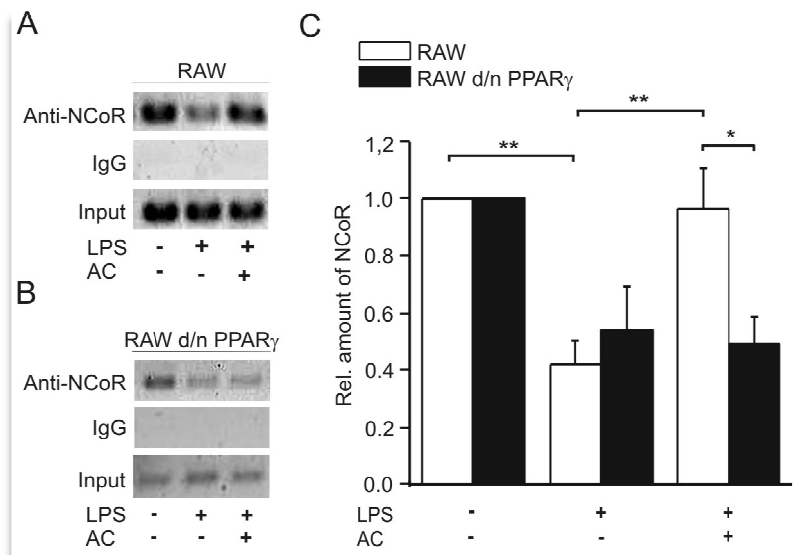 A
RAW
Anti-NCoR
IgG
Input
LPS - + +
AC - - +
B
RAW d/n PPARγ
Anti-NCoR
IgG
Input
LPS - + +
AC - - +
C
RAW
RAW d/n PPARγ
** 
** *
Rel. amount of NCoR
1,2
1.0
0.8
0.6
0.4
0.2
0.0
LPS - + +
AC - - +